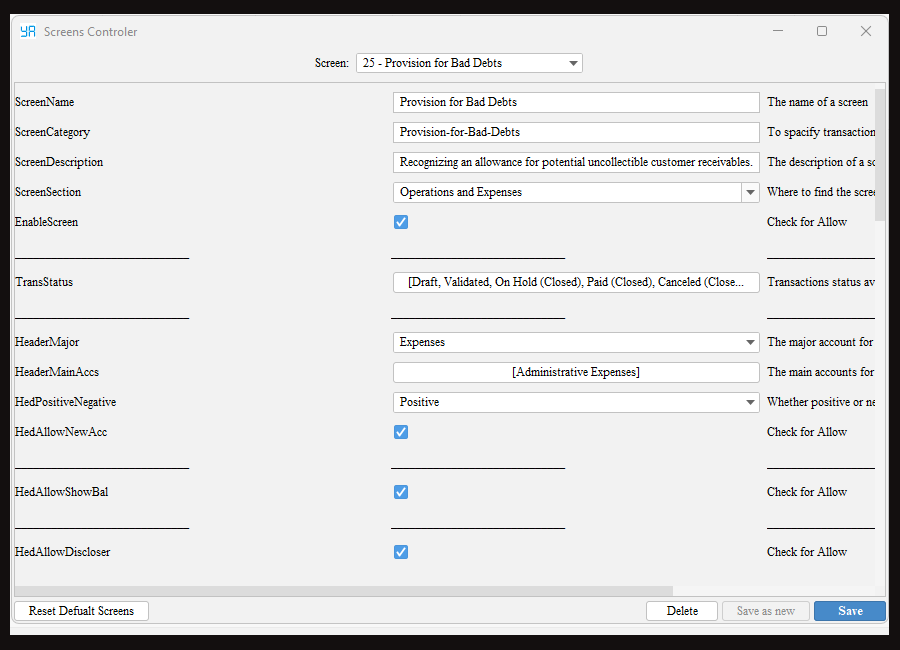 Screens Controler
Screen: 25 - Provision for Bad Debts
ScreenName Provision for Bad Debts The name of a screen
ScreenCategory Provision-for-Bad-Debts To spacify transaction
ScreenDescription Recognizing an allowance for potential uncollectible customer receivables. The description of a sc
ScreenSection Operations and Expenses Where to find the scree
EnableScreen Check for Allow
TransStatus [Draft, Validated, On Hold (Closed), Paid (Closed), Canceled (Close... Transactions status av
HeaderMajor Expenses The major account for
HeaderMainAccs [Administrative Expenses] The main accounts for
HedPositiveNegative Positive Whether positive or ne
HedAllowNewAcc Check for Allow
HedAllowShowBal Check for Allow
HedAllowDiscloser Check for Allow
Reset Defualt Screens Delete Save as new Save